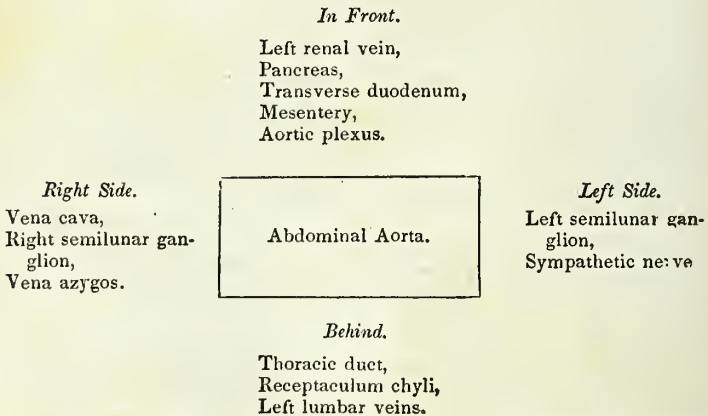 In Front.
Left renal vein,
Pancreas,
Transverse duodenum,
Mesentery,
Aortic plexus.
Right Side.
Vena cava,
Right semilunar gan-
glion,
Vena azygos.
Abdominal Aorta.
Left Side.
Left semilunar gan-
glion,
Sympathetic nerve
Behind.
Thoracic duct,
Receptaculum chyli,
Left lumbar veins.